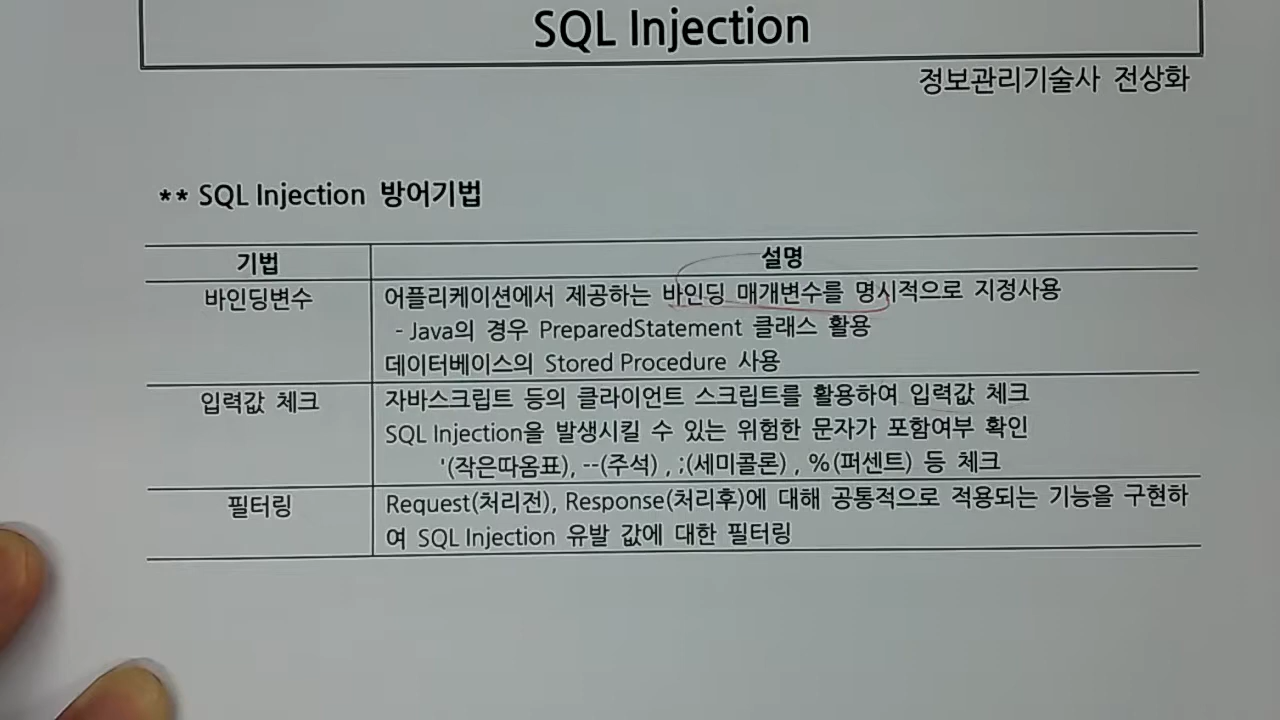 SQL Injection
정보관리기술사 전상화
** SQL Injection 방어기법
기법 설명
바인딩변수 어플리케이션에서 제공하는 바인딩 매개변수를 명시적으로 지정사용
- Java의 경우 PreparedStatement 클래스 활용
데이터베이스의 Stored Procedure 사용
입력값 체크 자바스크립트 등의 클라이언트 스크립트를 활용하여 입력값 체크
SQL Injection을 발생시킬 수 있는 위험한 문자가 포함여부 확인
'(작은따옴표), --(주석) , ;(세미콜론) , %(퍼센트) 등 체크
필터링 Request(처리전), Response(처리후)에 대해 공통적으로 적용되는 기능을 구현하
여 SQL Injection 유발 값에 대한 필터링